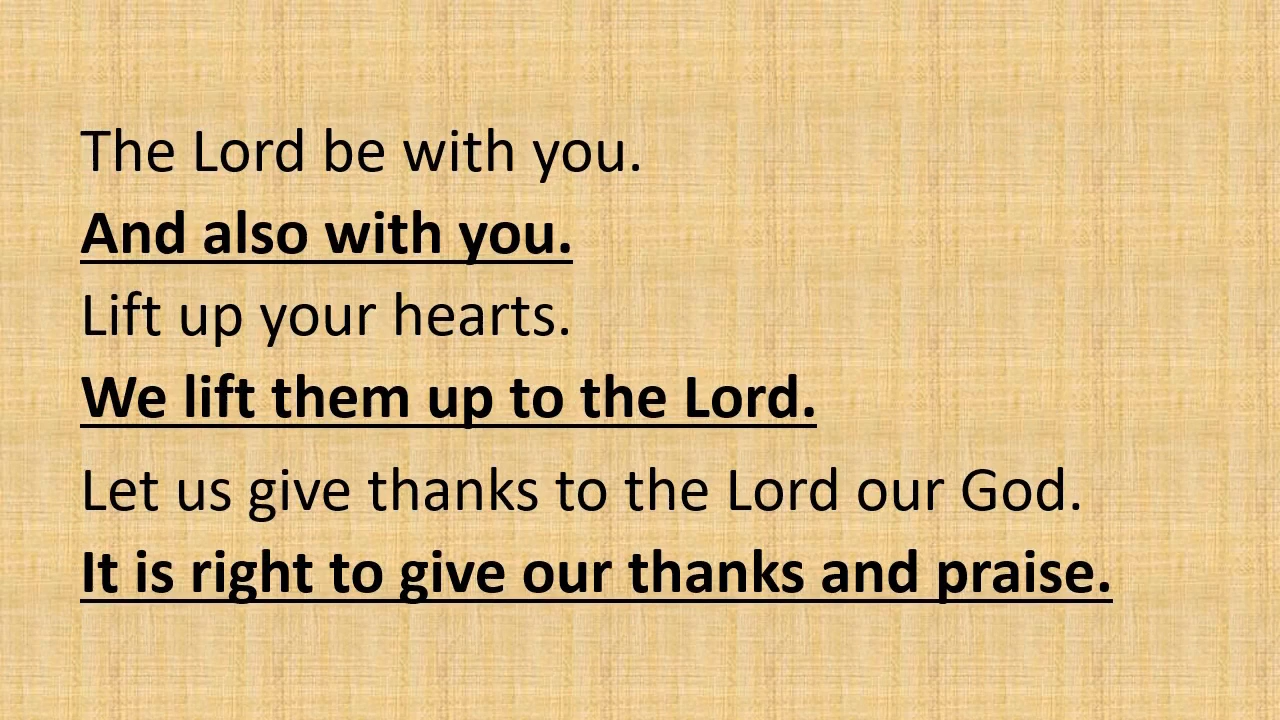 The Lord be with you.
And also with you.
Lift up your hearts.
We lift them up to the Lord.
Let us give thanks to the Lord our God.
It is right to give our thanks and praise.